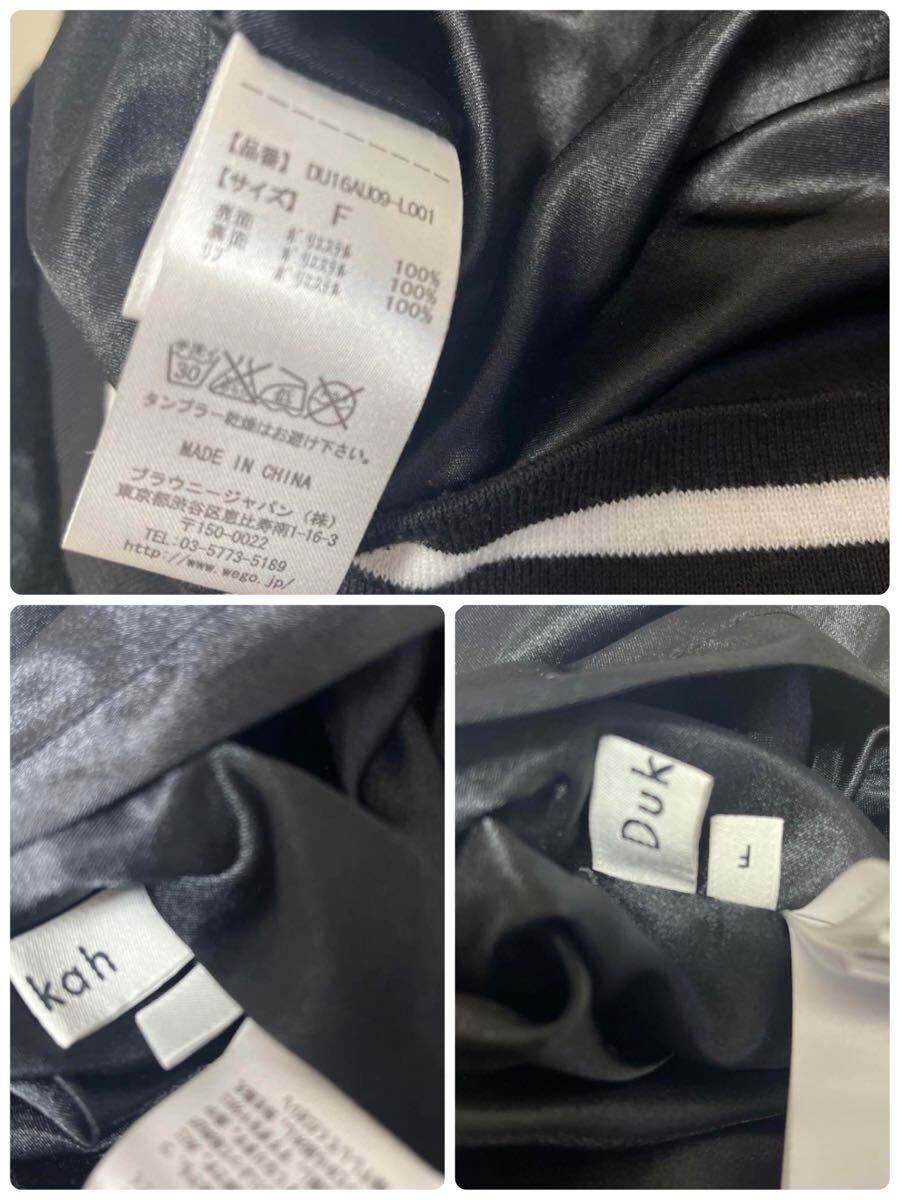 【品番】 DU16AU09-L001
【サイズ】 F
表面 ポリエステル 100%
裏面 ポリエステル 100%
リブ ポリエステル 100%
手洗イ
30
タンブラー乾燥はお避け下さい。
MADE IN CHINA
ブラウニージャパン(株)
東京都渋谷区恵比寿南1-16-3
〒150-0022
TEL:03-5773-5189
http://www.wego.jp/
kah
Duk
F